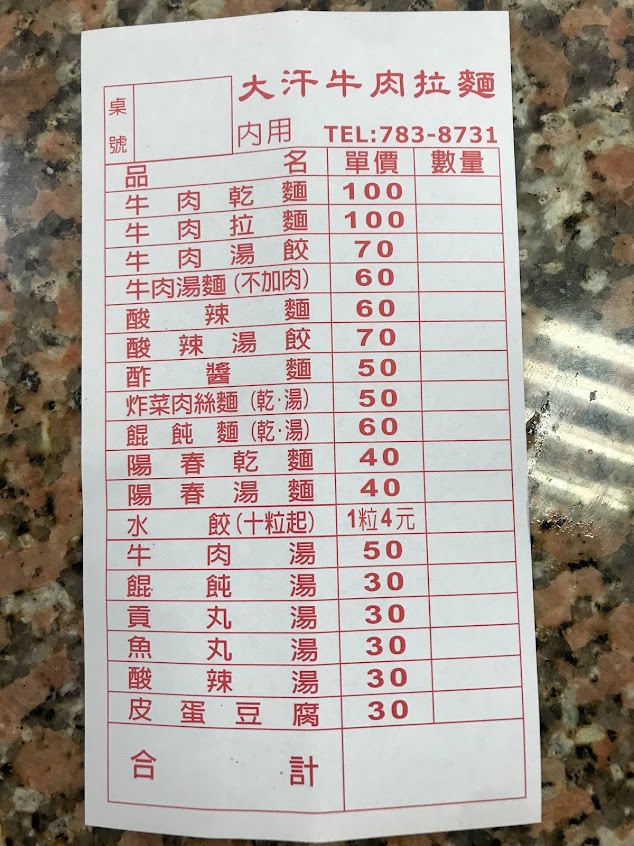 大汗牛肉拉麵
桌號
內用 TEL:783-8731
品名 單價 數量
牛肉乾麵 100
牛肉拉麵 100
牛肉湯餃 70
牛肉湯麵(不加肉) 60
酸辣麵 60
酸辣湯餃 70
酢醬麵 50
炸菜肉絲麵(乾·湯) 50
餛飩麵(乾·湯) 60
陽春乾麵 40
陽春湯麵 40
水餃(十粒起) 1粒4元
牛肉湯 50
餛飩湯 30
貢丸湯 30
魚丸湯 30
酸辣湯 30
皮蛋豆腐 30
合計